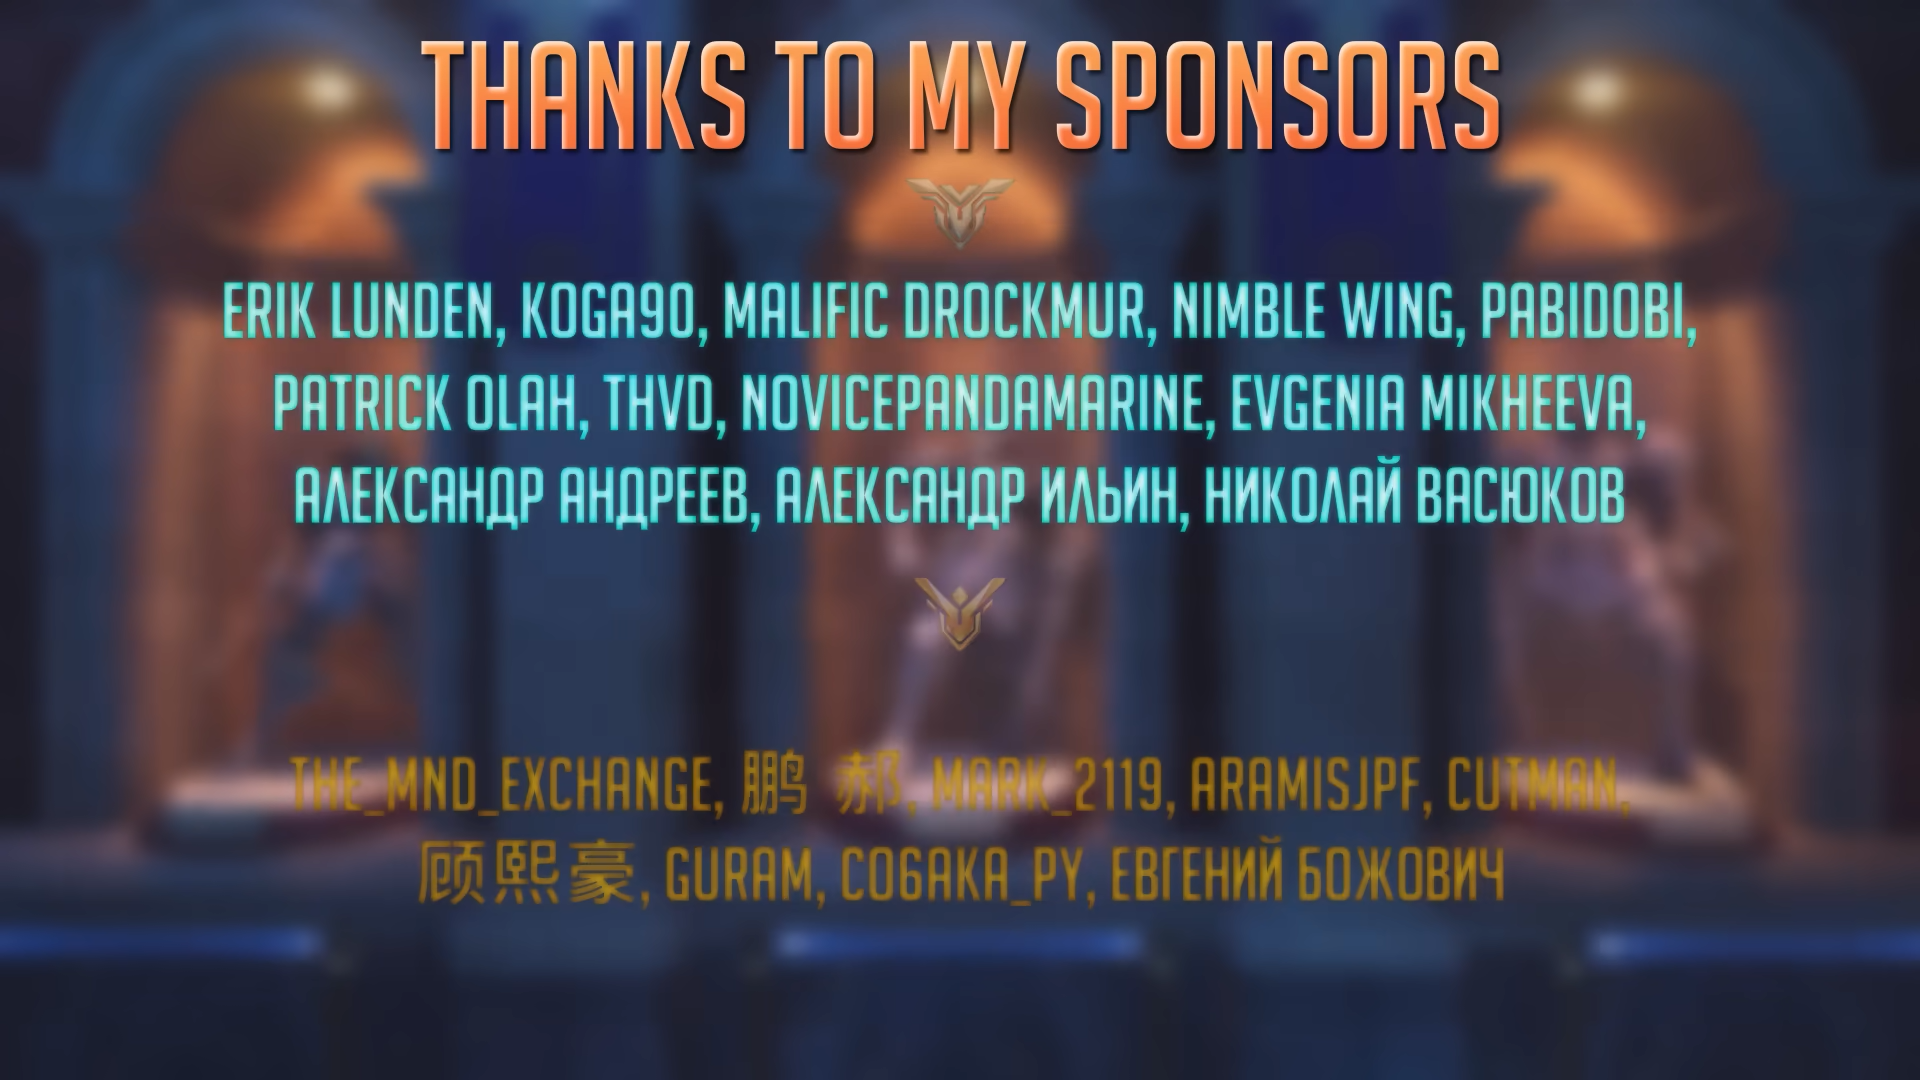 THANKS TO MY SPONSORS
ERIK LUNDEN, KOGA90, MALIFIC DROCKMUR, NIMBLE WING, PABIDOBI,
PATRICK OLAH, THVD, NOVICEPANDAMARINE, EVGENIA MIKHEEVA,
АЛЕКСАНДР АНДРЕЕВ, АЛЕКСАНДР ИЛЬИН, НИКОЛАЙ ВАСЮКОВ
THE_MND_EXCHANGE, 鹏 郝, MARK_2119, ARAMISJPF, CUTMAN,
顾熙豪, GURAM, CO6AKA_PY, ЕВГЕНИЙ БОЖОВИЧ